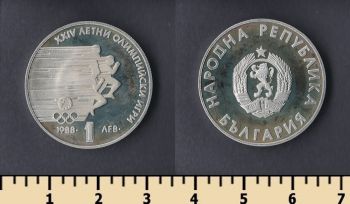 XXIV ЛЕТНИ ОЛИМПИЙСКИ ИГРИ
1988·
1
ЛЕВ·
НАРОДНА РЕПУБЛИКА
БЪЛГАРИЯ
1 2 3 4 5 6 7